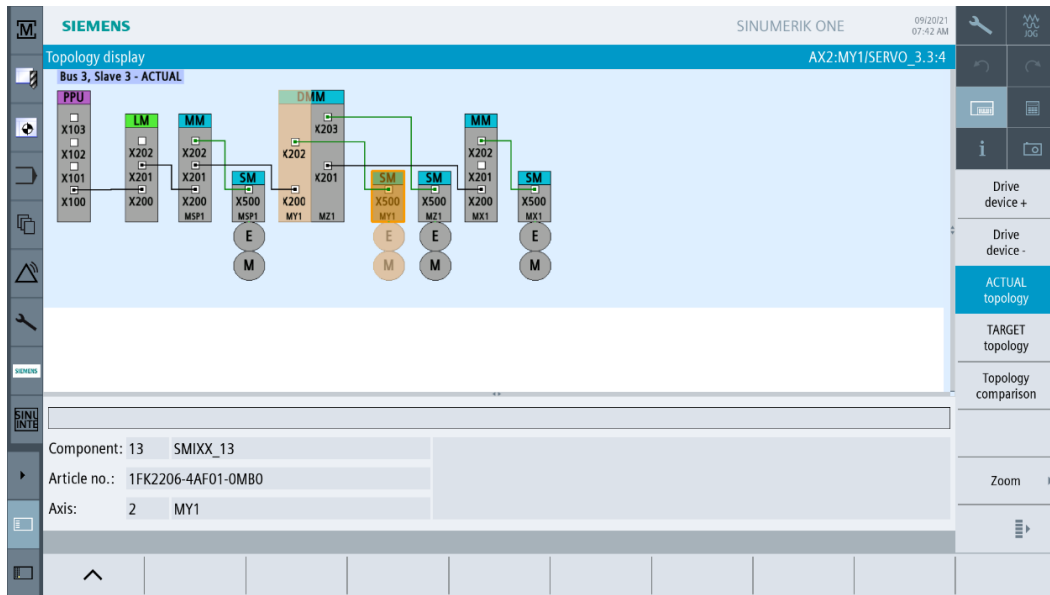 M
SIEMENS
SINUMERIK ONE
09/20/21
07:42 AM
JOG
Topology display
AX2:MY1/SERVO_3.3:4
Bus 3, Slave 3 - ACTUAL
PPU
X103
X102
X101
X100
LM
X202
X201
X200
MM
X202
X201
X200
MSP1
SM
X500
MSP1
E
M
DMM
X203
X202
X201
X200
MY1
MZ1
SM
X500
MY1
E
M
SM
X500
MZ1
E
M
MM
X202
X201
X200
MX1
SM
X500
MX1
E
M
i
Drive
device +
Drive
device -
ACTUAL
topology
TARGET
topology
Topology
comparison
Zoom
SIEMENS
SINU
INTE
Component: 13 SMIXX_13
Article no.: 1FK2206-4AF01-0MB0
Axis: 2 MY1